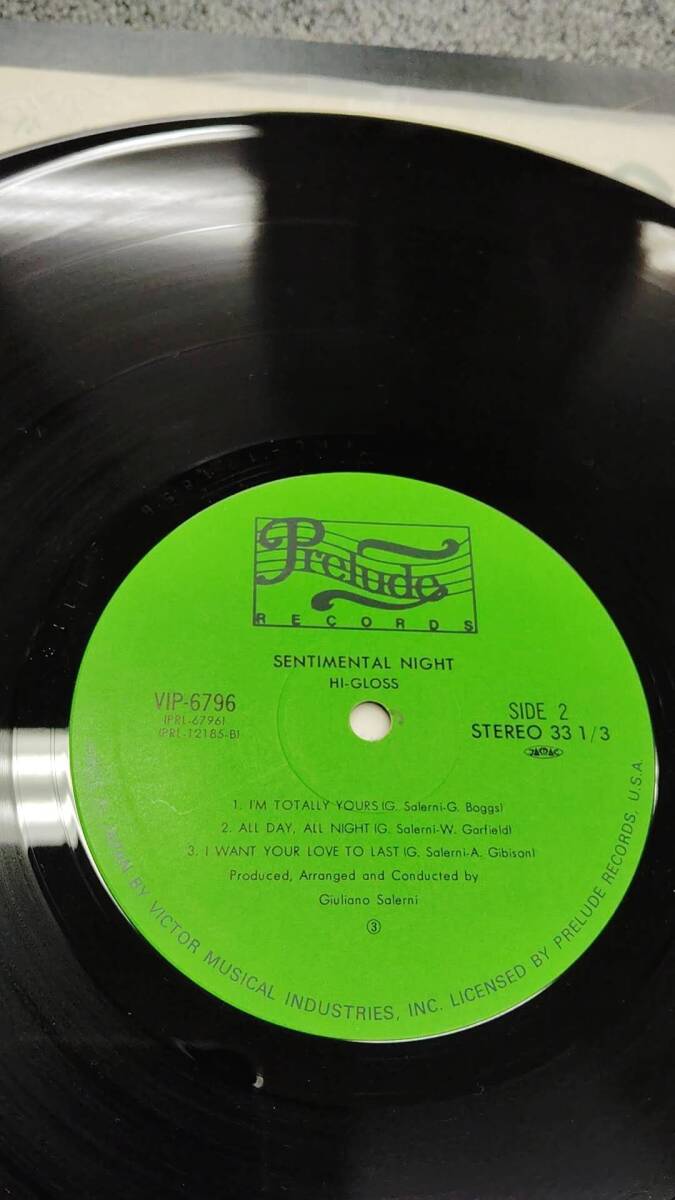 Prelude
RECORDS
SENTIMENTAL NIGHT
HI-GLOSS
VIP-6796
(PRL-6796)
(PRL-12185-B)
SIDE 2
STEREO 33 1/3
JASRAC
1. I'M TOTALLY YOURS (G. Salerni-G. Boggs)
2. ALL DAY, ALL NIGHT (G. Salerni-W. Garfield)
3. I WANT YOUR LOVE TO LAST (G. Salerni-A. Gibison)
Produced, Arranged and Conducted by
Giuliano Salerni
③
BY VICTOR MUSICAL INDUSTRIES, INC. LICENSED BY PRELUDE RECORDS, U.S.A.